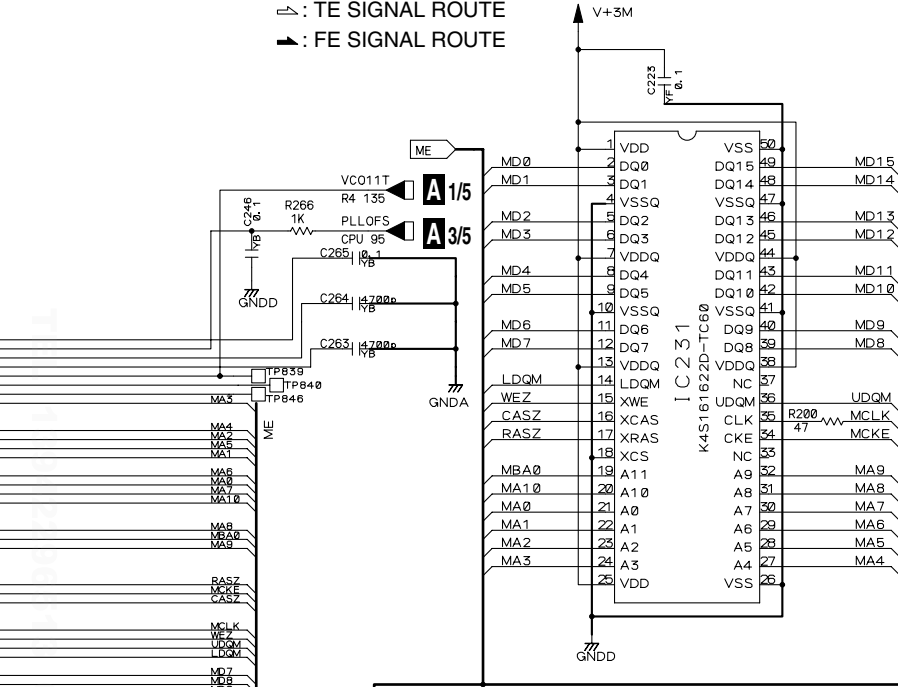 ⇨: TE SIGNAL ROUTE
➡: FE SIGNAL ROUTE
V+3M
C223
YF 0.1
ME
VCO11T
R4 135
A 1/5
C246
0.1
YB
R266
1K
PLLOFS
CPU 95
A 3/5
GNDD
C265 0.1
YB
C264 4700p
YB
C263 4700p
YB
GNDA
TP839
TP840
TP846
ME
MA3
MA4
MA2
MA5
MA1
MA6
MA0
MA7
MA10
MA8
MBA0
MA9
RASZ
MCKE
CASZ
MCLK
WEZ
UDQM
LDQM
MD7
MD8
IC231
K4S161622D-TC60
1 VDD VSS 50
MD0 2 DQ0 DQ15 49 MD15
MD1 3 DQ1 DQ14 48 MD14
4 VSSQ VSSQ 47
MD2 5 DQ2 DQ13 46 MD13
MD3 6 DQ3 DQ12 45 MD12
7 VDDQ VDDQ 44
MD4 8 DQ4 DQ11 43 MD11
MD5 9 DQ5 DQ10 42 MD10
10 VSSQ VSSQ 41
MD6 11 DQ6 DQ9 40 MD9
MD7 12 DQ7 DQ8 39 MD8
13 VDDQ VDDQ 38
LDQM 14 LDQM NC 37
WEZ 15 XWE UDQM 36 UDQM
CASZ 16 XCAS CLK 35 R200 47 MCLK
RASZ 17 XRAS CKE 34 MCKE
18 XCS NC 33
MBA0 19 A11 A9 32 MA9
MA10 20 A10 A8 31 MA8
MA0 21 A0 A7 30 MA7
MA1 22 A1 A6 29 MA6
MA2 23 A2 A5 28 MA5
MA3 24 A3 A4 27 MA4
25 VDD VSS 26
GNDD